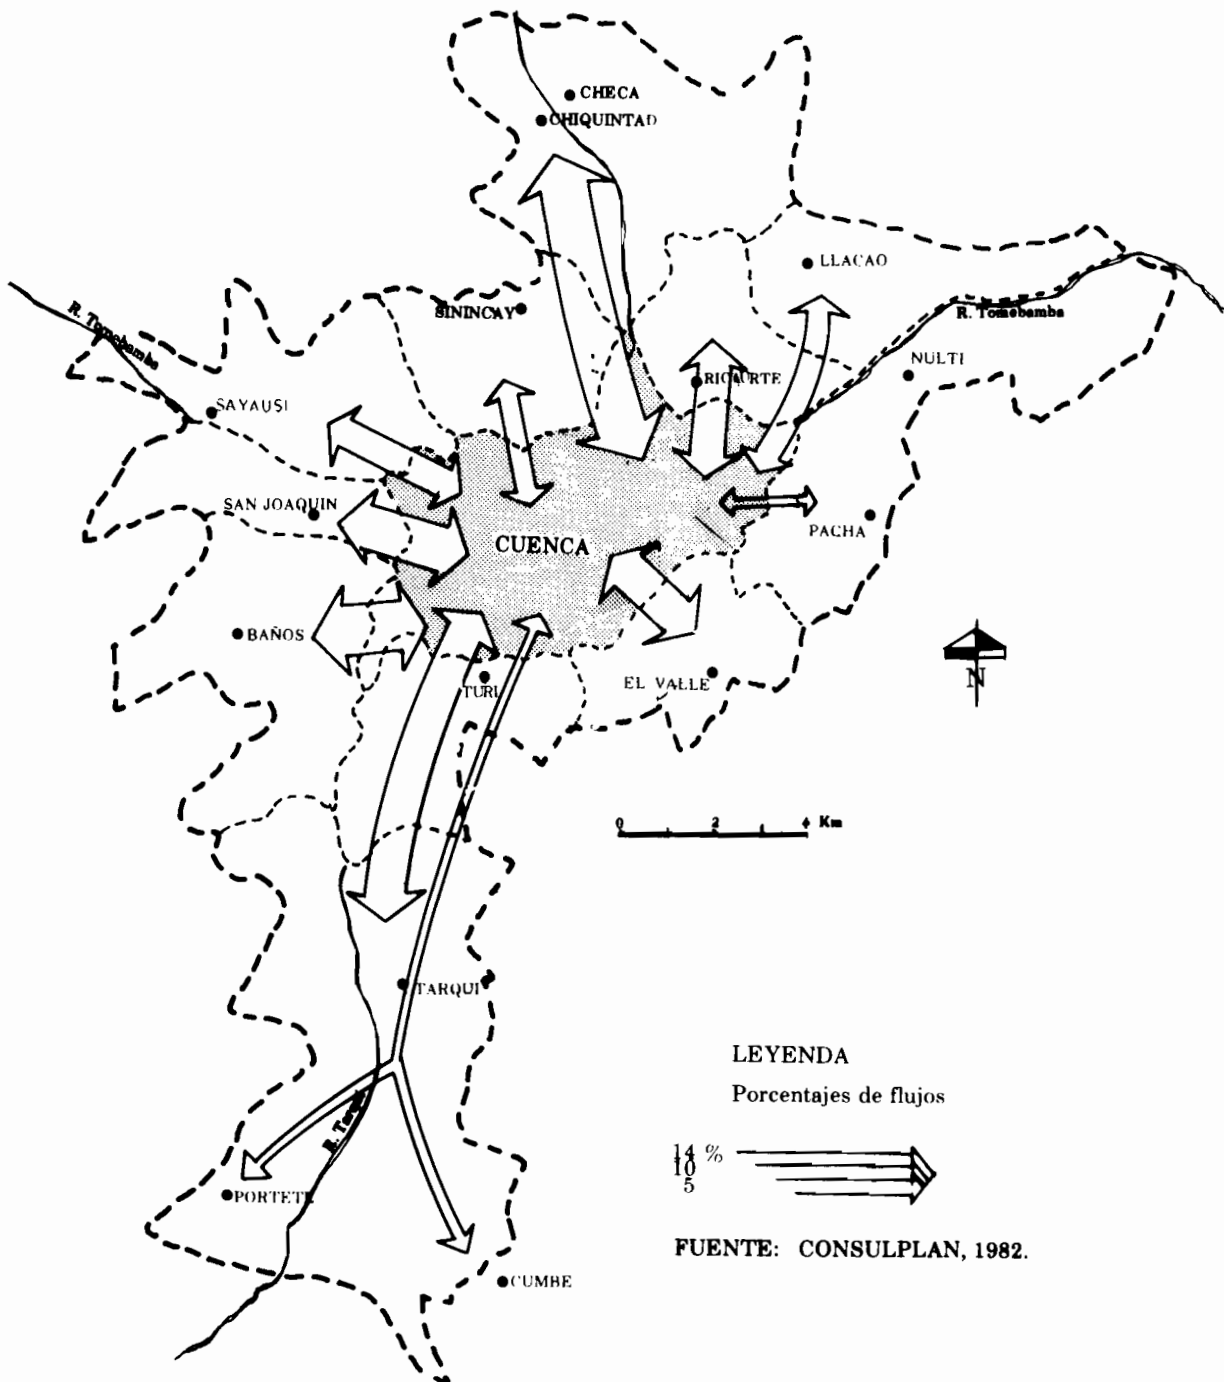 CHECA
CHIQUINTAD
LLACAO
R. Tomebamba
SININCAY
R. Tomebamba
NULTI
RICAURTE
SAYAUSI
SAN JOAQUIN
PACHA
CUENCA
BAÑOS
TURI
EL VALLE
N
0 2 4 Km
TARQUI
LEYENDA
Porcentajes de flujos
14 %
10
5
R. Tarqui
PORTETE
FUENTE: CONSULPLAN, 1982.
CUMBE